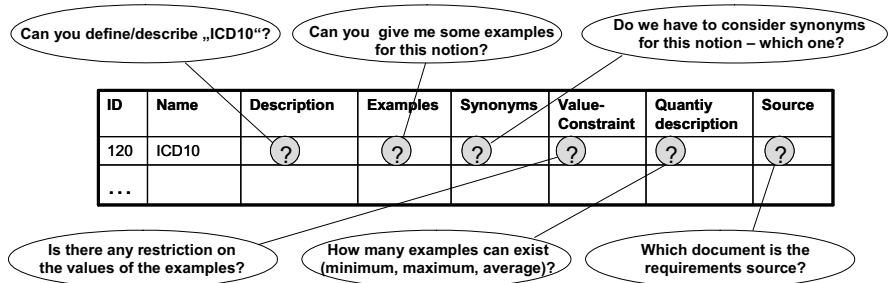 Can you define/describe „ICD10“?
Can you give me some examples
for this notion?
Do we have to consider synonyms
for this notion – which one?
ID Name Description Examples Synonyms Value-
Constraint Quantiy
description Source
120 ICD10 ? ? ? ? ? ?
...
Is there any restriction on
the values of the examples?
How many examples can exist
(minimum, maximum, average)?
Which document is the
requirements source?